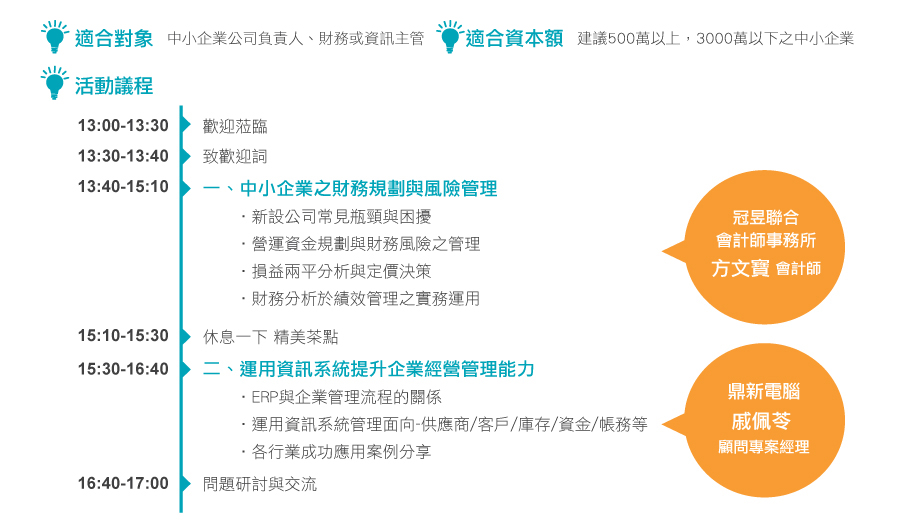 適合對象 中小企業公司負責人、財務或資訊主管 適合資本額 建議500萬以上，3000萬以下之中小企業
活動議程
13:00-13:30 歡迎蒞臨
13:30-13:40 致歡迎詞
13:40-15:10 一、中小企業之財務規劃與風險管理
・新設公司常見瓶頸與困擾
・營運資金規劃與財務風險之管理
・損益兩平分析與定價決策
・財務分析於績效管理之實務運用
冠昱聯合
會計師事務所
方文寶 會計師
15:10-15:30 休息一下 精美茶點
15:30-16:40 二、運用資訊系統提升企業經營管理能力
・ERP與企業管理流程的關係
・運用資訊系統管理面向-供應商/客戶/庫存/資金/帳務等
・各行業成功應用案例分享
鼎新電腦
戚佩苓
顧問專案經理
16:40-17:00 問題研討與交流